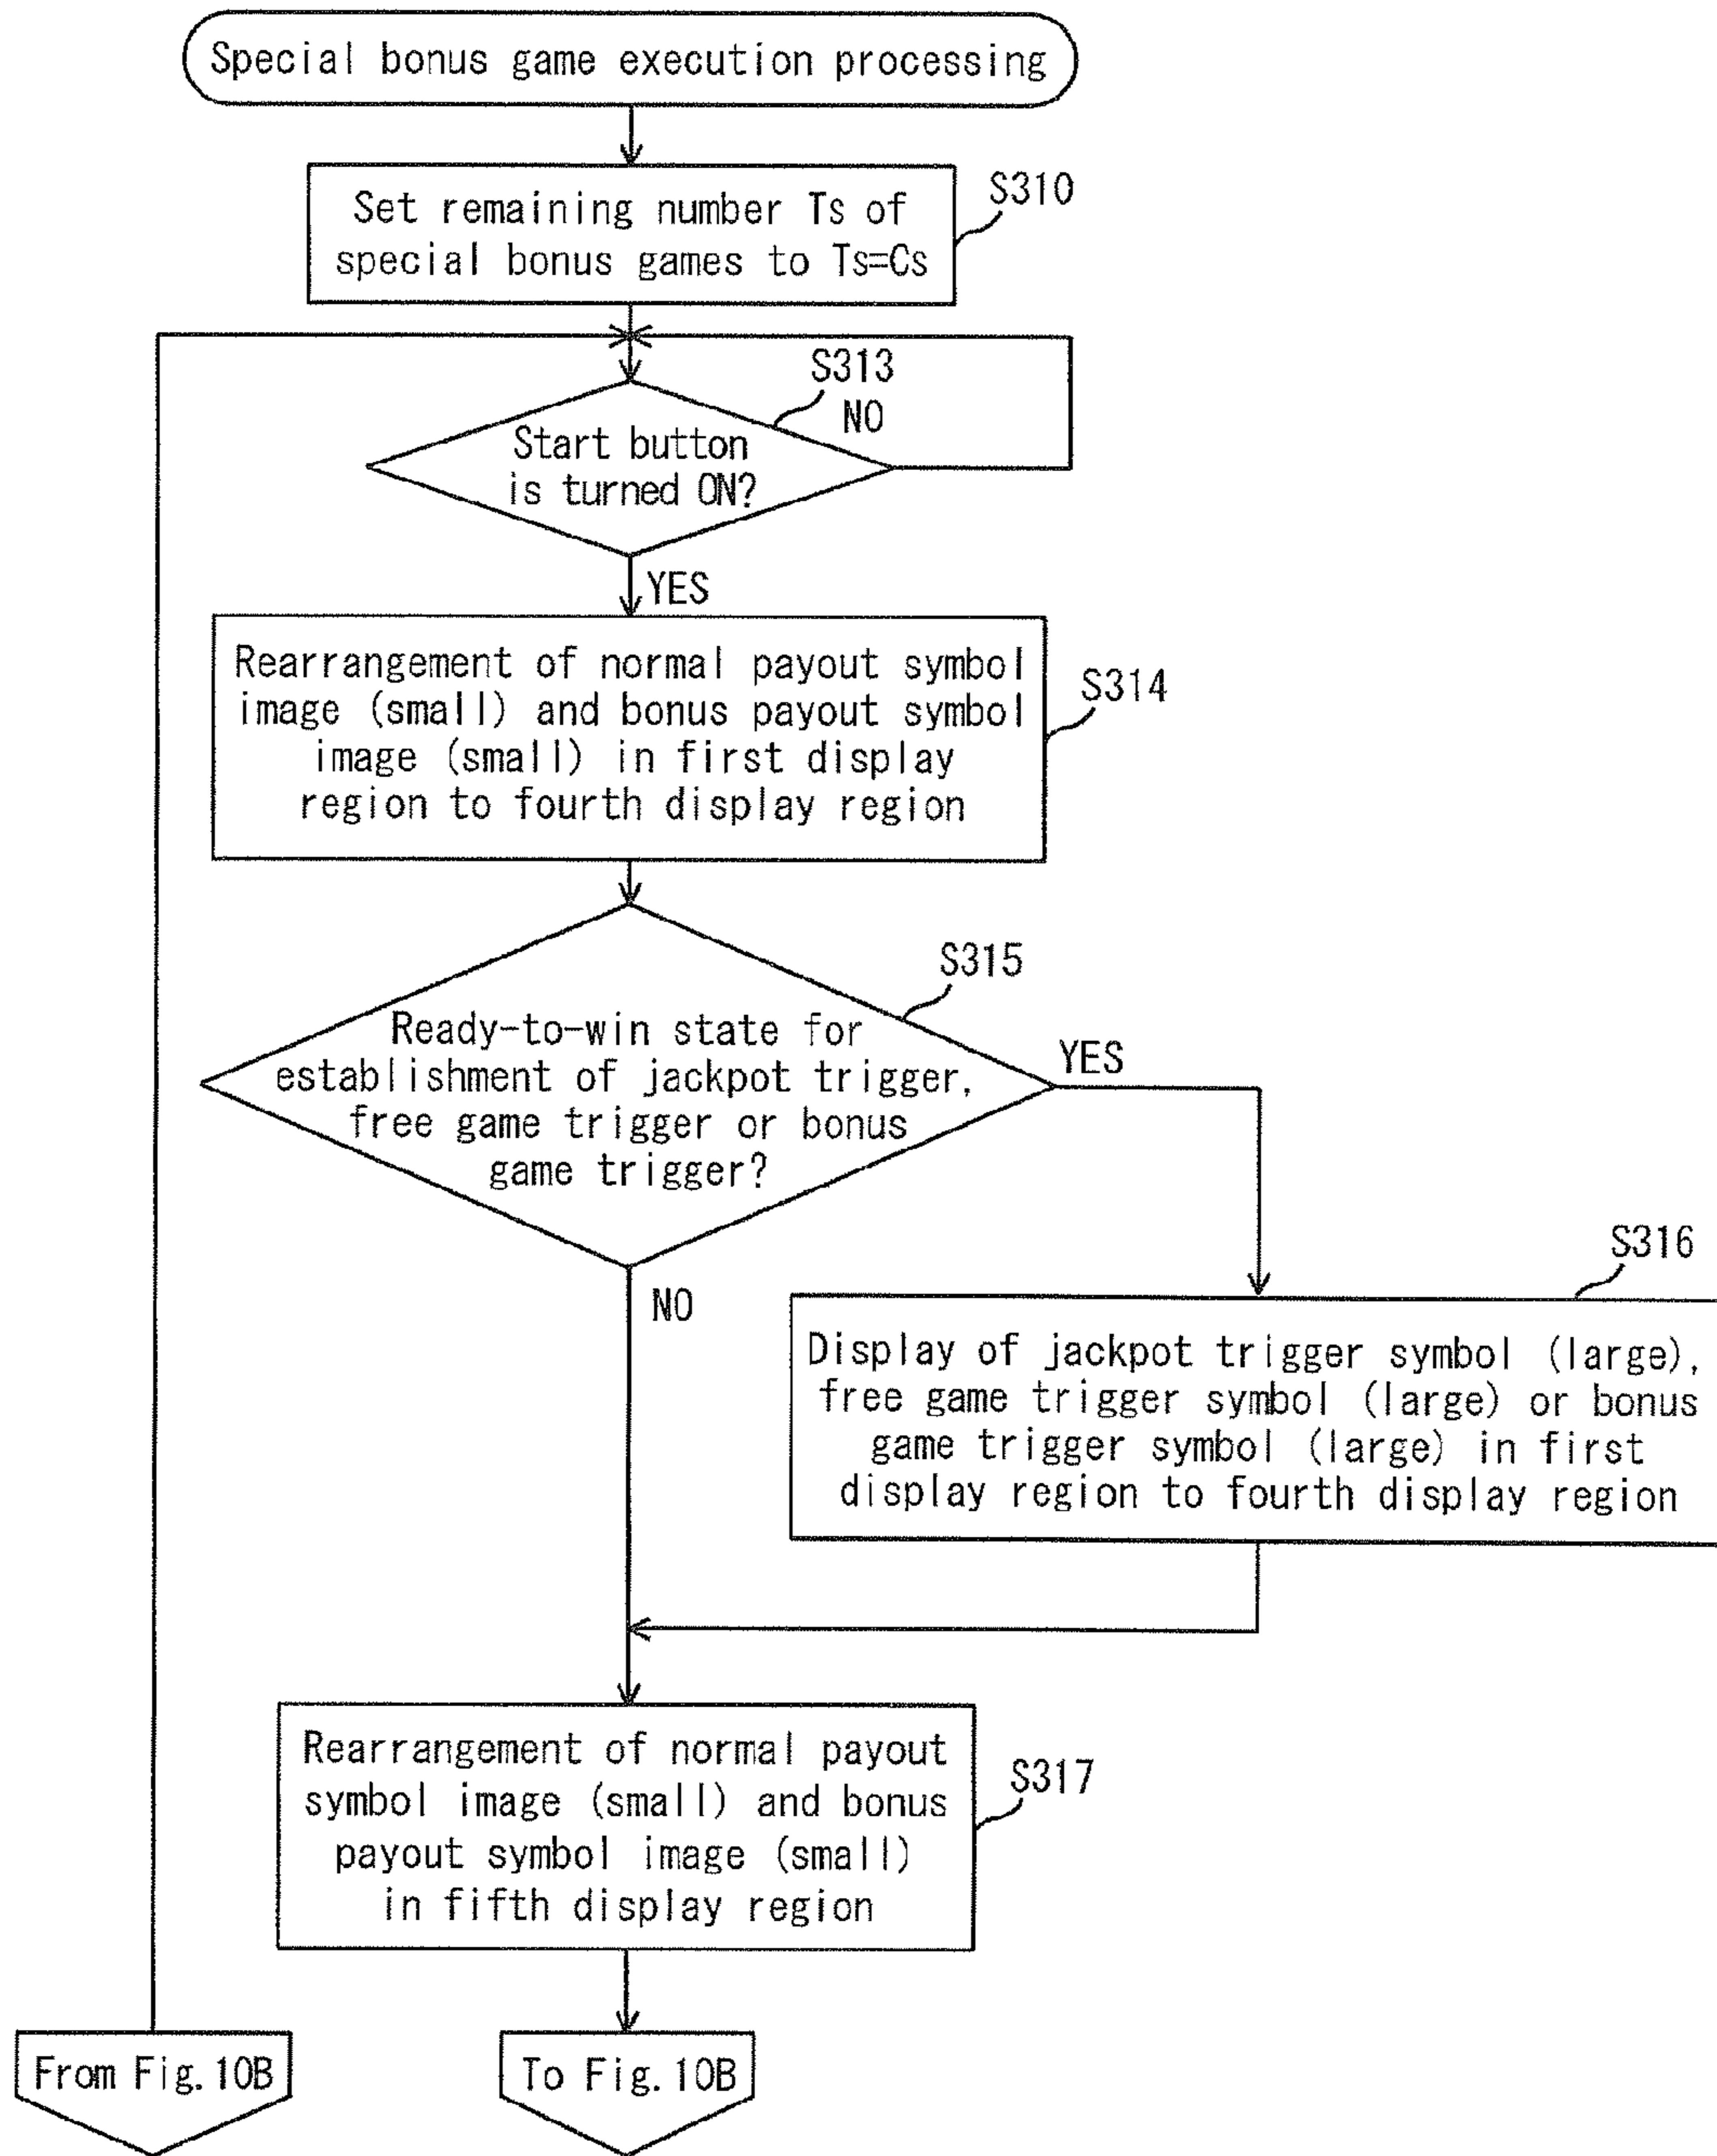 Special bonus game execution processing
S310
Set remaining number Ts of
special bonus games to Ts=Cs
S313
NO
Start button
is turned ON?
YES
Rearrangement of normal payout symbol
image (small) and bonus payout symbol
image (small) in first display
region to fourth display region
S314
S315
Ready-to-win state for
establishment of jackpot trigger,
free game trigger or bonus
game trigger?
YES
NO
S316
Display of jackpot trigger symbol (large),
free game trigger symbol (large) or bonus
game trigger symbol (large) in first
display region to fourth display region
Rearrangement of normal payout
symbol image (small) and bonus
payout symbol image (small)
in fifth display region
S317
From Fig. 10B
To Fig. 10B